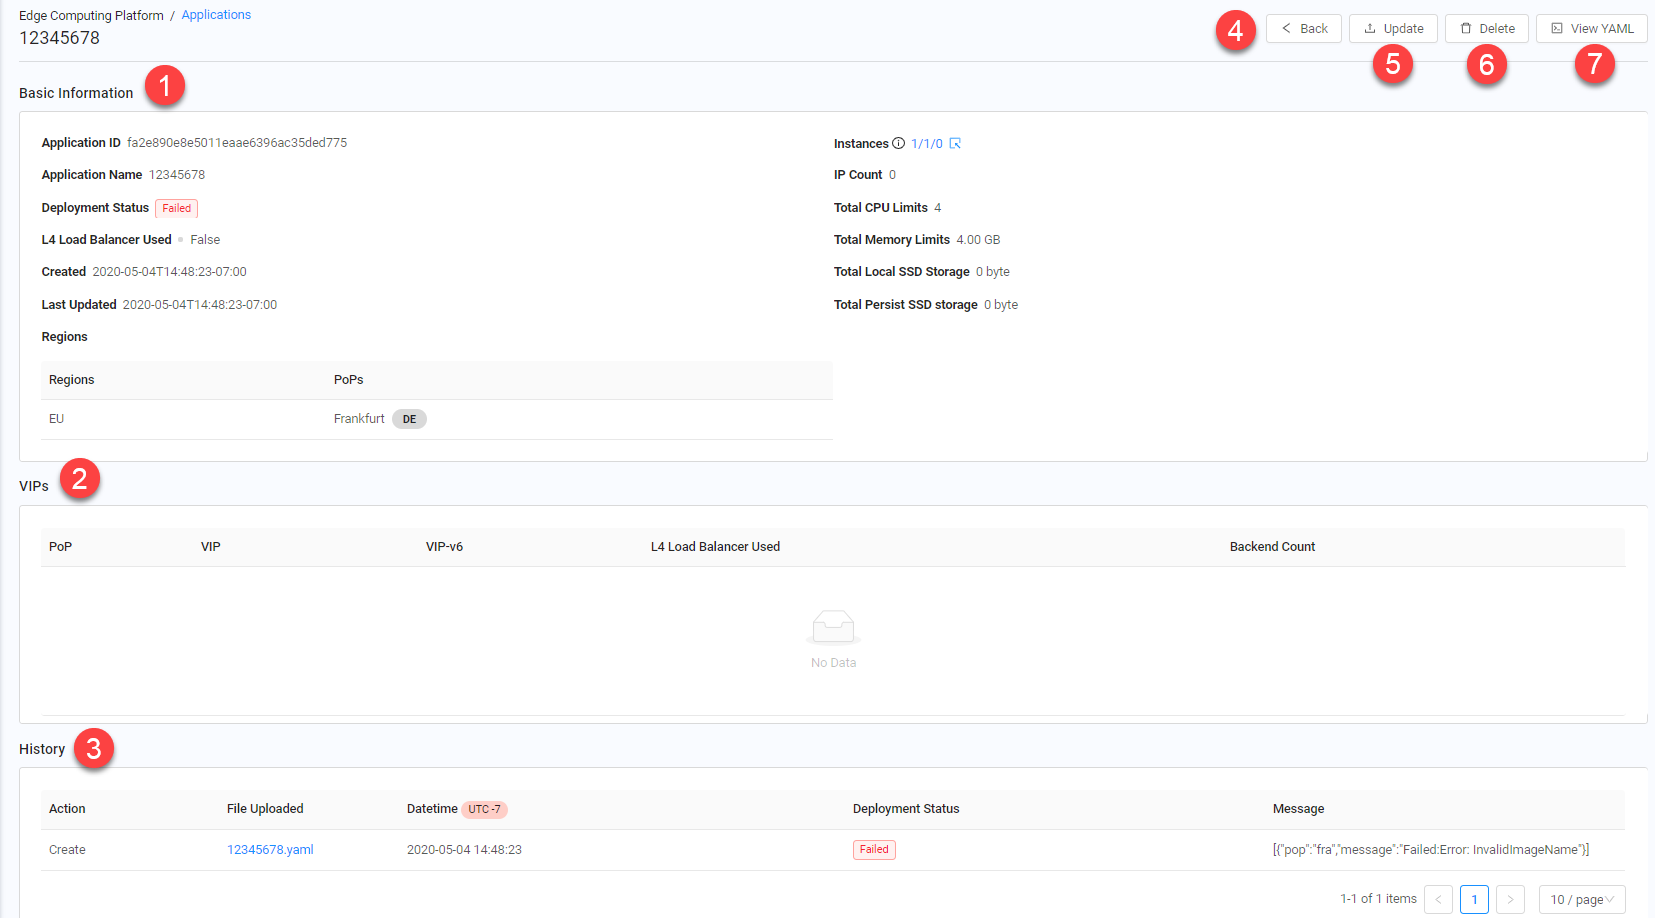 Edge Computing Platform / Applications
12345678
4
Back
Update
Delete
View YAML
5
6
7
Basic Information
1
Application ID fa2e890e8e5011eaae6396ac35ded775
Instances 1/1/0
Application Name 12345678
IP Count 0
Deployment Status Failed
Total CPU Limits 4
L4 Load Balancer Used False
Total Memory Limits 4.00 GB
Created 2020-05-04T14:48:23-07:00
Total Local SSD Storage 0 byte
Last Updated 2020-05-04T14:48:23-07:00
Total Persist SSD storage 0 byte
Regions
Regions PoPs
EU Frankfurt DE
VIPs
2
PoP VIP VIP-v6 L4 Load Balancer Used Backend Count
No Data
History
3
Action File Uploaded Datetime UTC -7 Deployment Status Message
Create 12345678.yaml 2020-05-04 14:48:23 Failed [{"pop":"fra","message":"Failed:Error: InvalidImageName"}]
1-1 of 1 items < 1 > 10 / page